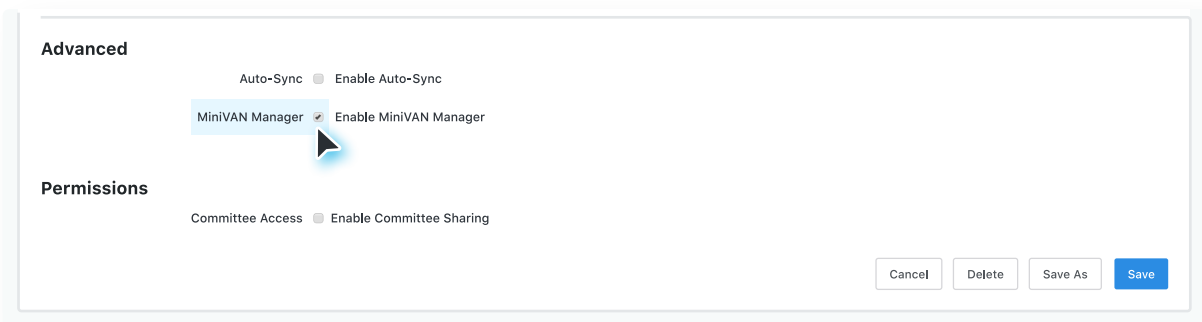 Advanced
Auto-Sync Enable Auto-Sync
MiniVAN Manager Enable MiniVAN Manager
Permissions
Committee Access Enable Committee Sharing
Cancel Delete Save As Save